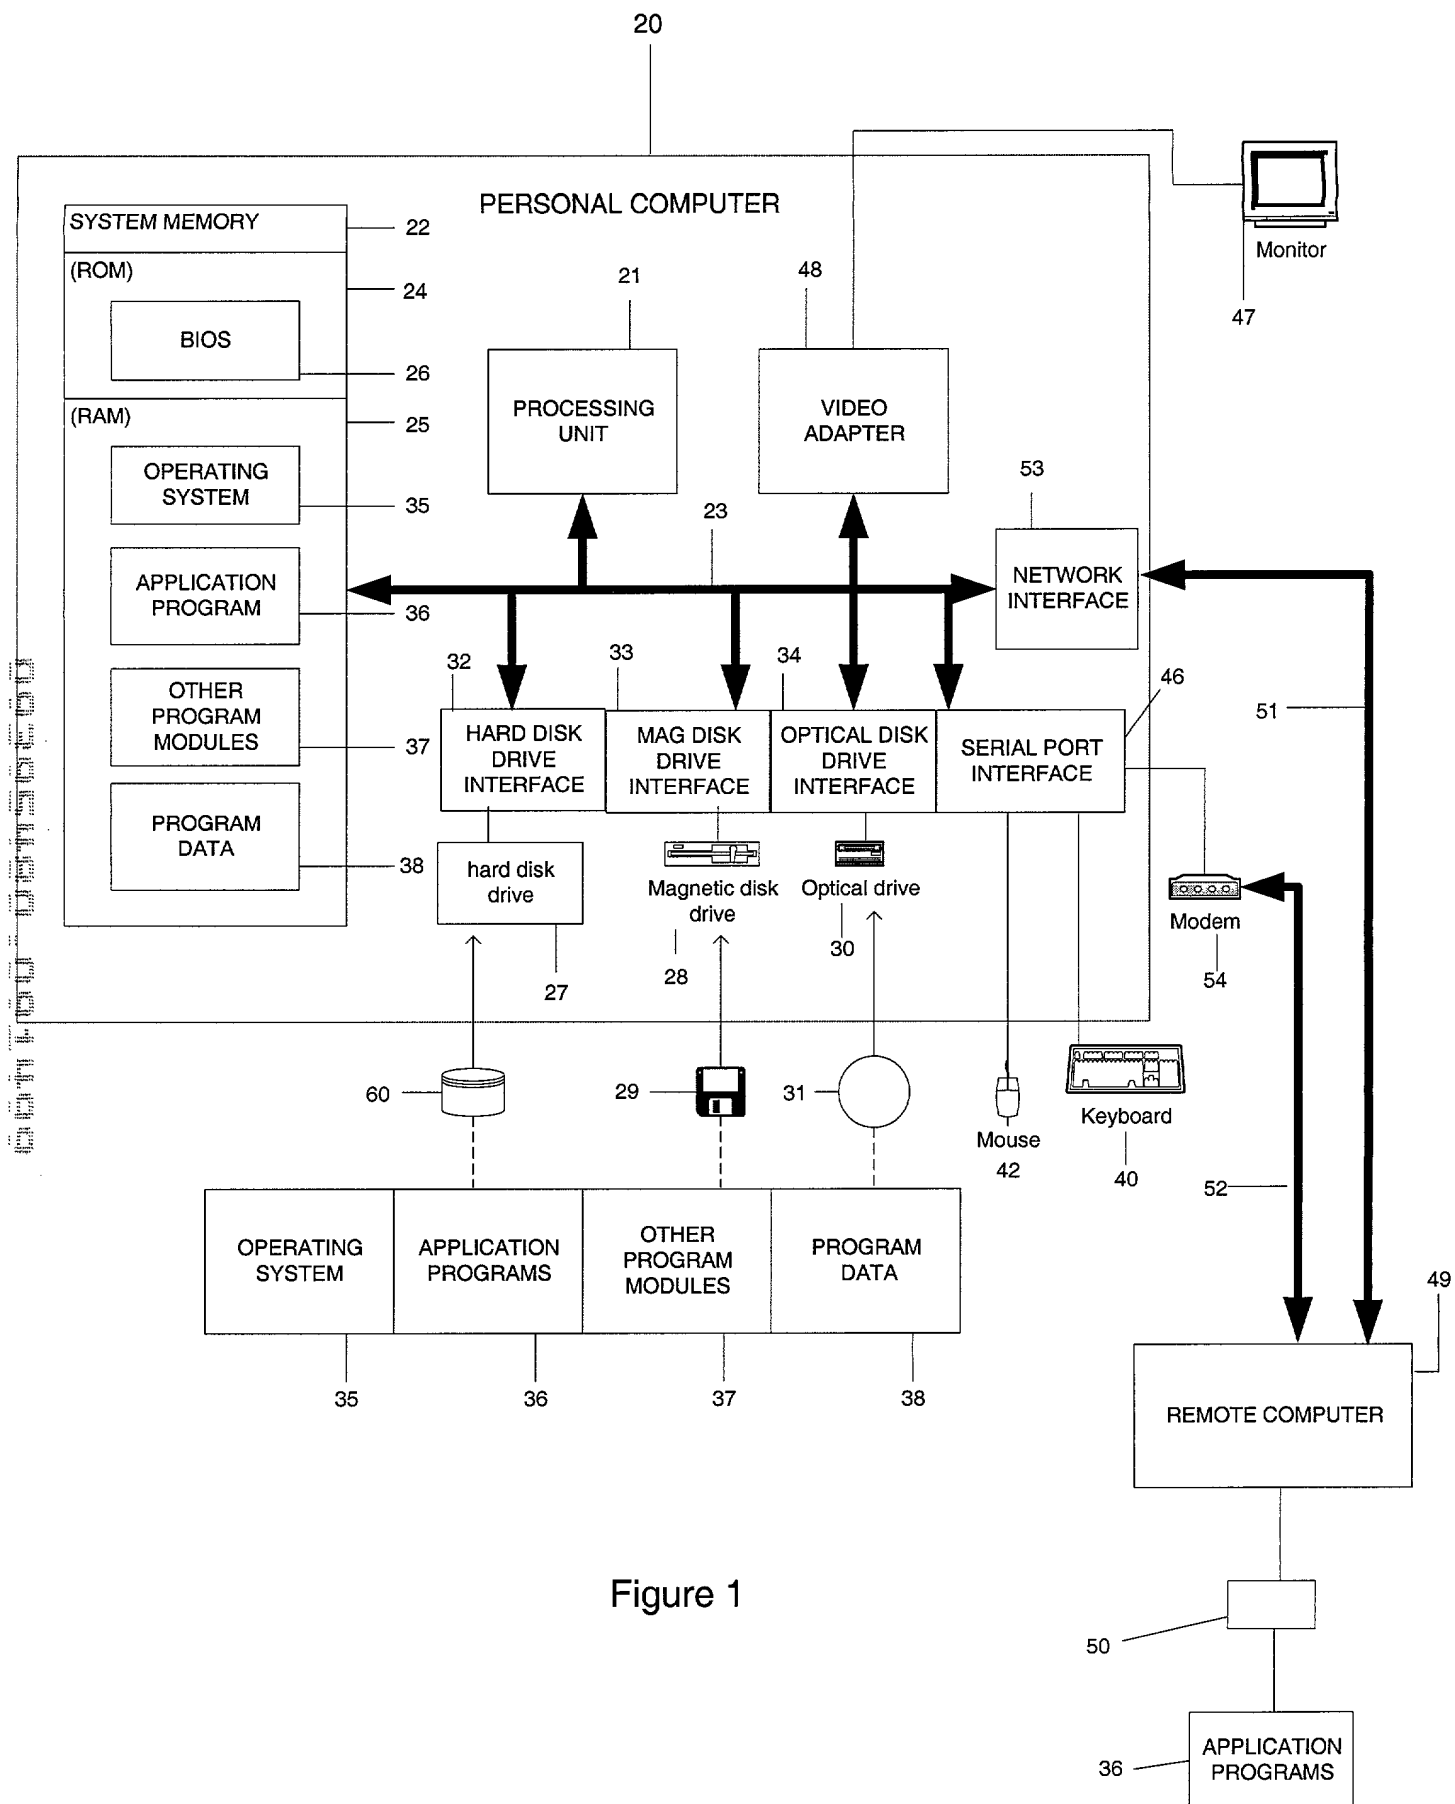 20
PERSONAL COMPUTER
SYSTEM MEMORY
22
(ROM)
24
BIOS
26
(RAM)
25
OPERATING
SYSTEM
35
APPLICATION
PROGRAM
36
OTHER
PROGRAM
MODULES
37
PROGRAM
DATA
38
21
PROCESSING
UNIT
48
VIDEO
ADAPTER
Monitor
47
23
53
NETWORK
INTERFACE
32
HARD DISK
DRIVE
INTERFACE
33
MAG DISK
DRIVE
INTERFACE
34
OPTICAL DISK
DRIVE
INTERFACE
46
SERIAL PORT
INTERFACE
51
hard disk
drive
27
Magnetic disk
drive
28
Optical drive
30
Modem
54
60
29
31
Mouse
42
Keyboard
40
52
OPERATING
SYSTEM
APPLICATION
PROGRAMS
OTHER
PROGRAM
MODULES
PROGRAM
DATA
35
36
37
38
49
REMOTE COMPUTER
50
36
APPLICATION
PROGRAMS
Figure 1